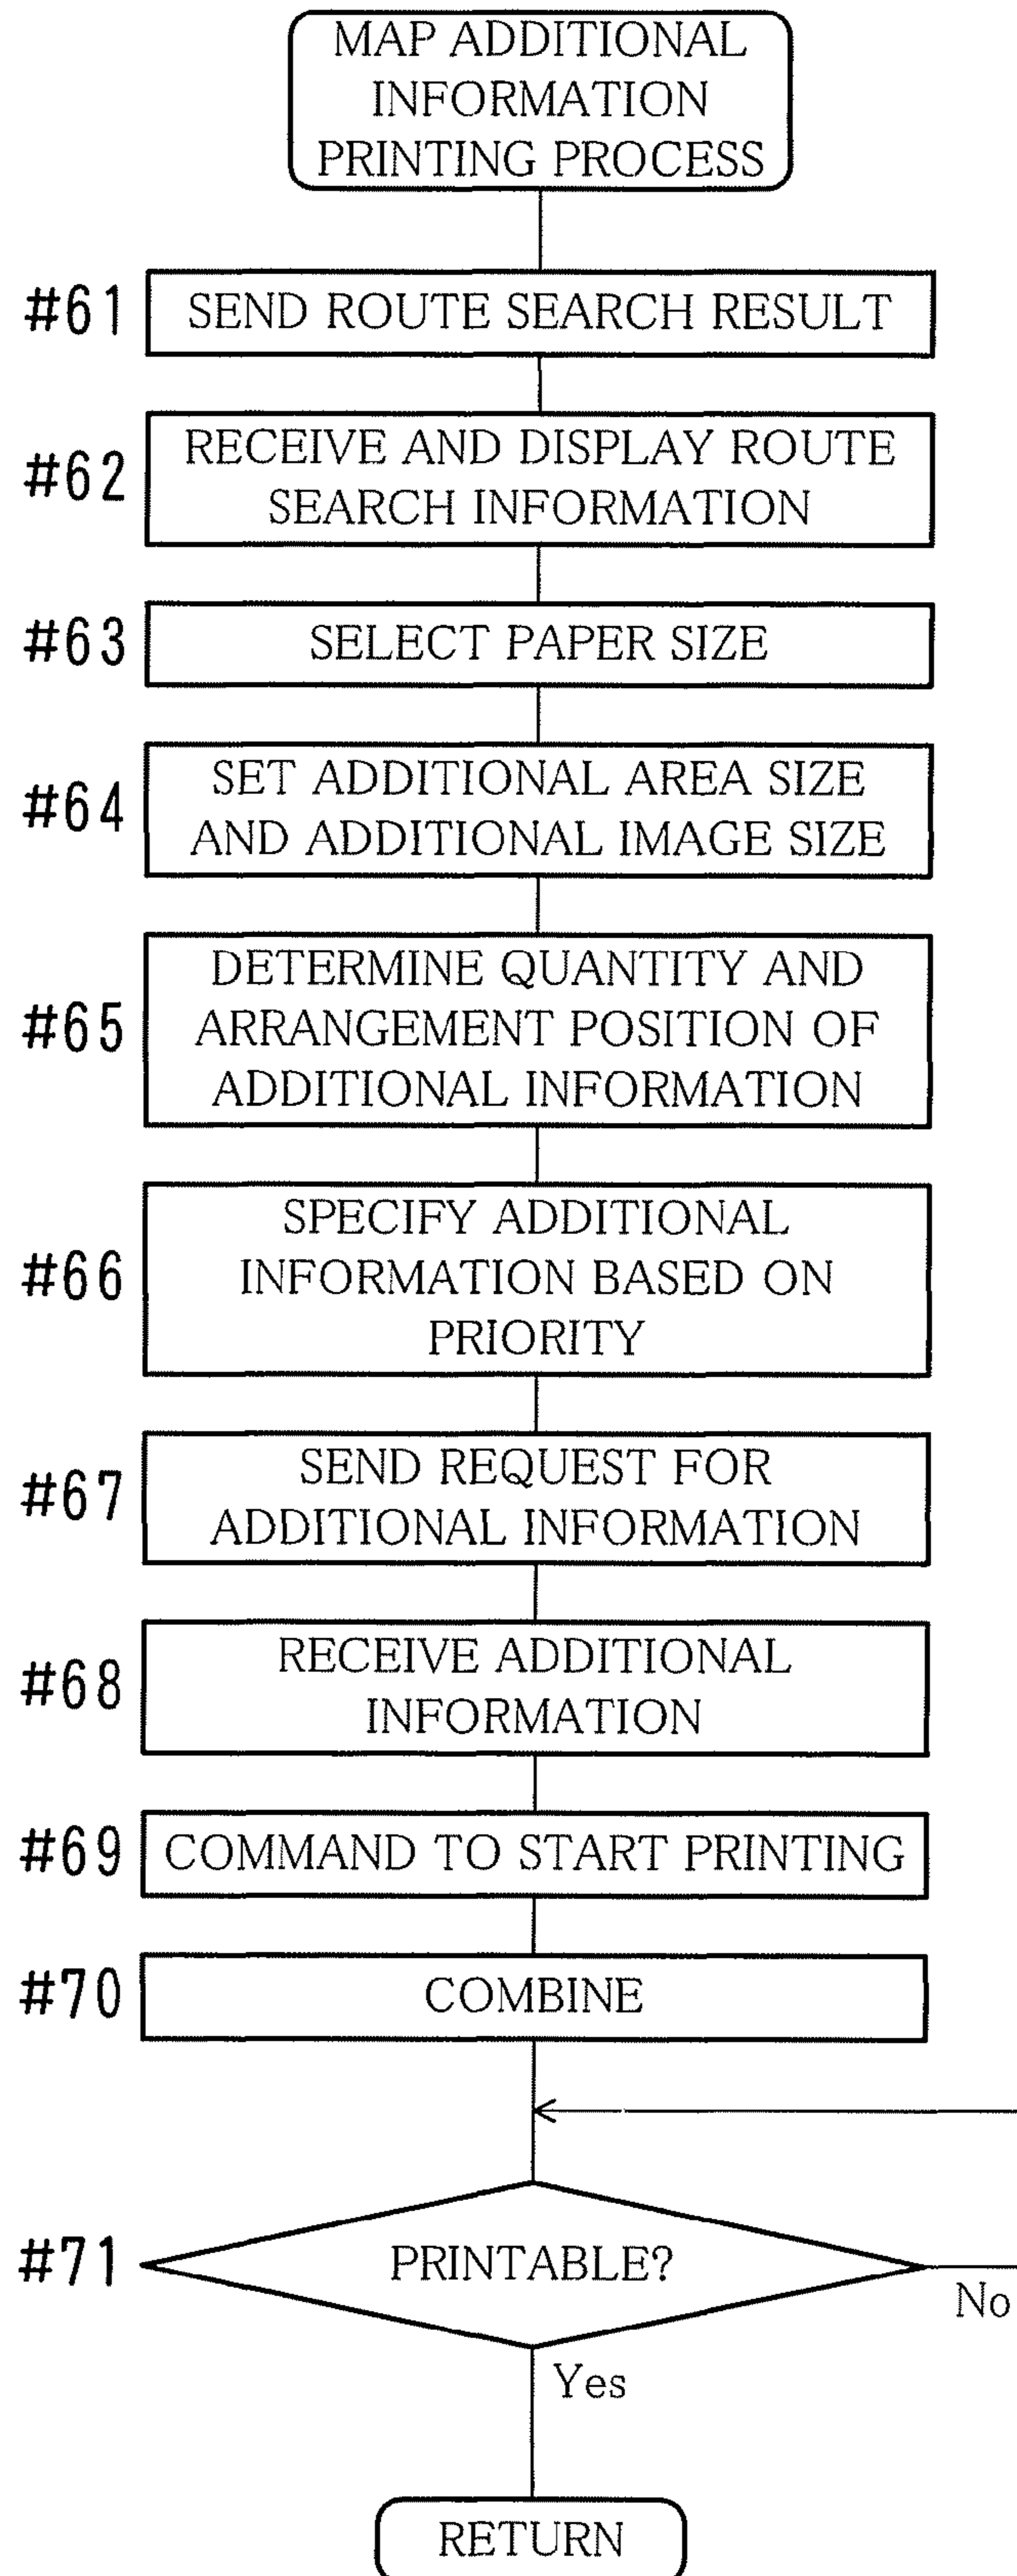 MAP ADDITIONAL
INFORMATION
PRINTING PROCESS
#61 SEND ROUTE SEARCH RESULT
#62 RECEIVE AND DISPLAY ROUTE
SEARCH INFORMATION
#63 SELECT PAPER SIZE
#64 SET ADDITIONAL AREA SIZE
AND ADDITIONAL IMAGE SIZE
#65 DETERMINE QUANTITY AND
ARRANGEMENT POSITION OF
ADDITIONAL INFORMATION
#66 SPECIFY ADDITIONAL
INFORMATION BASED ON
PRIORITY
#67 SEND REQUEST FOR
ADDITIONAL INFORMATION
#68 RECEIVE ADDITIONAL
INFORMATION
#69 COMMAND TO START PRINTING
#70 COMBINE
#71 PRINTABLE?
No
Yes
RETURN